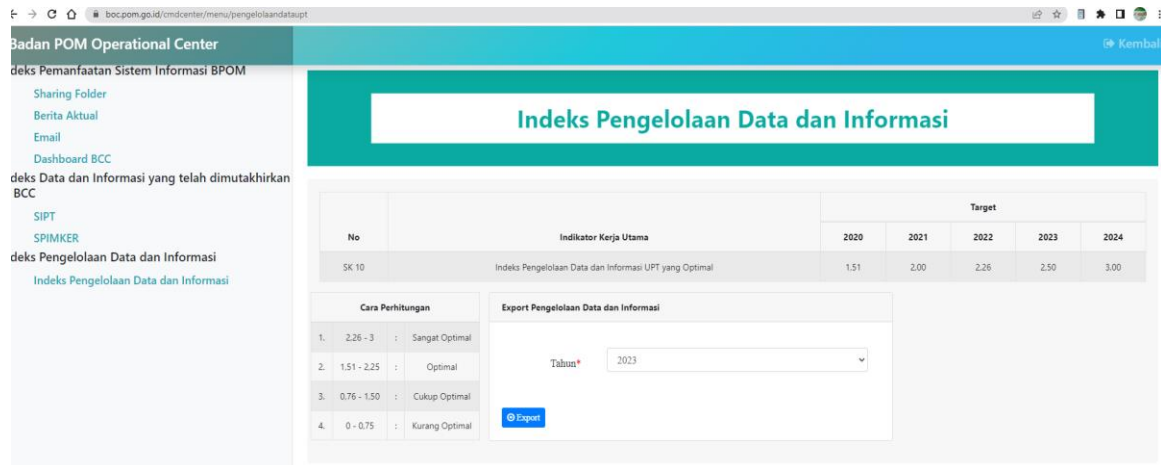 boc.pom.go.id/cmdcenter/menu/pengelolaandataupt
Badan POM Operational Center
Kembal
deks Pemanfaatan Sistem Informasi BPOM
Sharing Folder
Berita Aktual
Email
Dashboard BCC
deks Data dan Informasi yang telah dimutakhirkan
BCC
SIPT
SPIMKER
deks Pengelolaan Data dan Informasi
Indeks Pengelolaan Data dan Informasi
Indeks Pengelolaan Data dan Informasi
Target
No Indikator Kerja Utama 2020 2021 2022 2023 2024
SK 10 Indeks Pengelolaan Data dan Informasi UPT yang Optimal 1.51 2.00 2.26 2.50 3.00
Cara Perhitungan
1. 2,26 - 3 : Sangat Optimal
2. 1,51 - 2,25 : Optimal
3. 0,76 - 1,50 : Cukup Optimal
4. 0 - 0,75 : Kurang Optimal
Export Pengelolaan Data dan Informasi
Tahun* 2023
Export